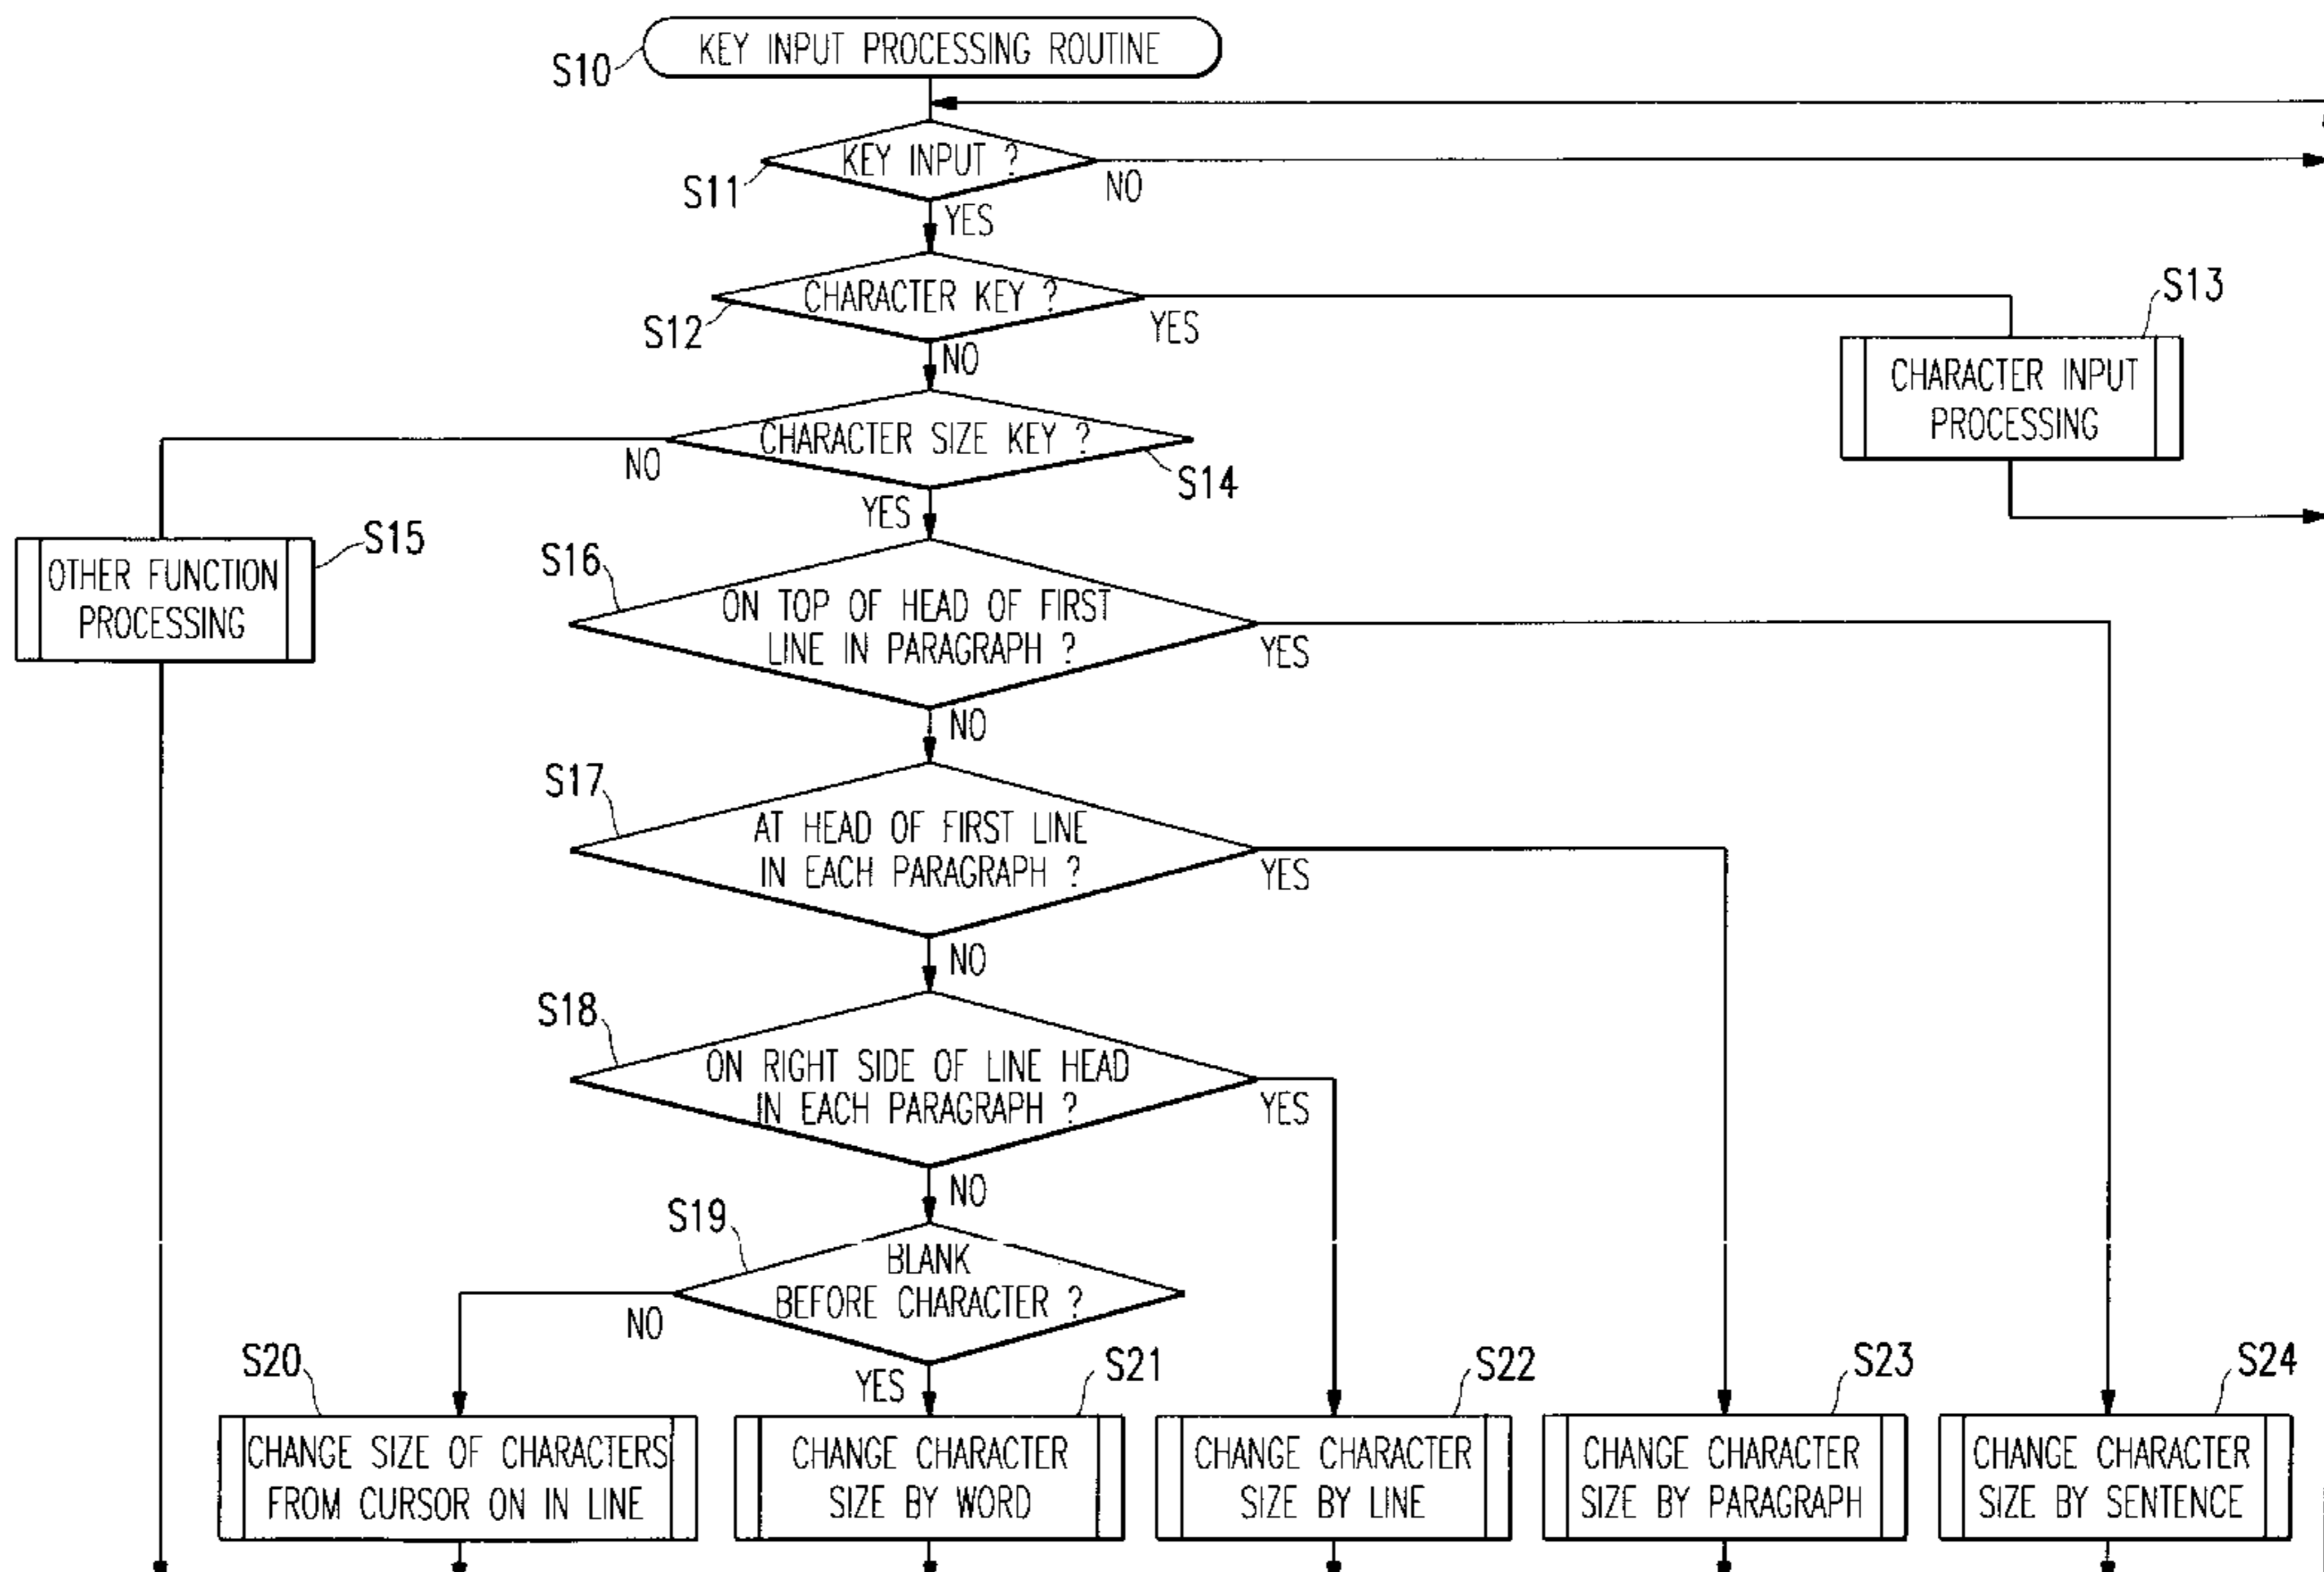 KEY INPUT PROCESSING ROUTINE
S10
KEY INPUT ?
S11
NO
YES
CHARACTER KEY ?
S12
YES
S13
NO
CHARACTER INPUT
PROCESSING
CHARACTER SIZE KEY ?
NO
S14
YES
S15
OTHER FUNCTION
PROCESSING
S16
ON TOP OF HEAD OF FIRST
LINE IN PARAGRAPH ?
YES
NO
S17
AT HEAD OF FIRST LINE
IN EACH PARAGRAPH ?
YES
NO
S18
ON RIGHT SIDE OF LINE HEAD
IN EACH PARAGRAPH ?
YES
NO
S19
BLANK
BEFORE CHARACTER ?
NO
YES
S20
CHANGE SIZE OF CHARACTERS
FROM CURSOR ON IN LINE
S21
CHANGE CHARACTER
SIZE BY WORD
S22
CHANGE CHARACTER
SIZE BY LINE
S23
CHANGE CHARACTER
SIZE BY PARAGRAPH
S24
CHANGE CHARACTER
SIZE BY SENTENCE